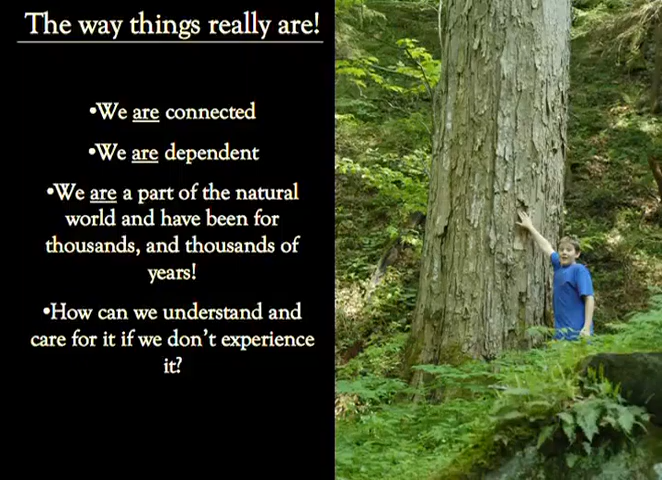 The way things really are!
•We are connected
•We are dependent
•We are a part of the natural
world and have been for
thousands, and thousands of
years!
•How can we understand and
care for it if we don't experience
it?